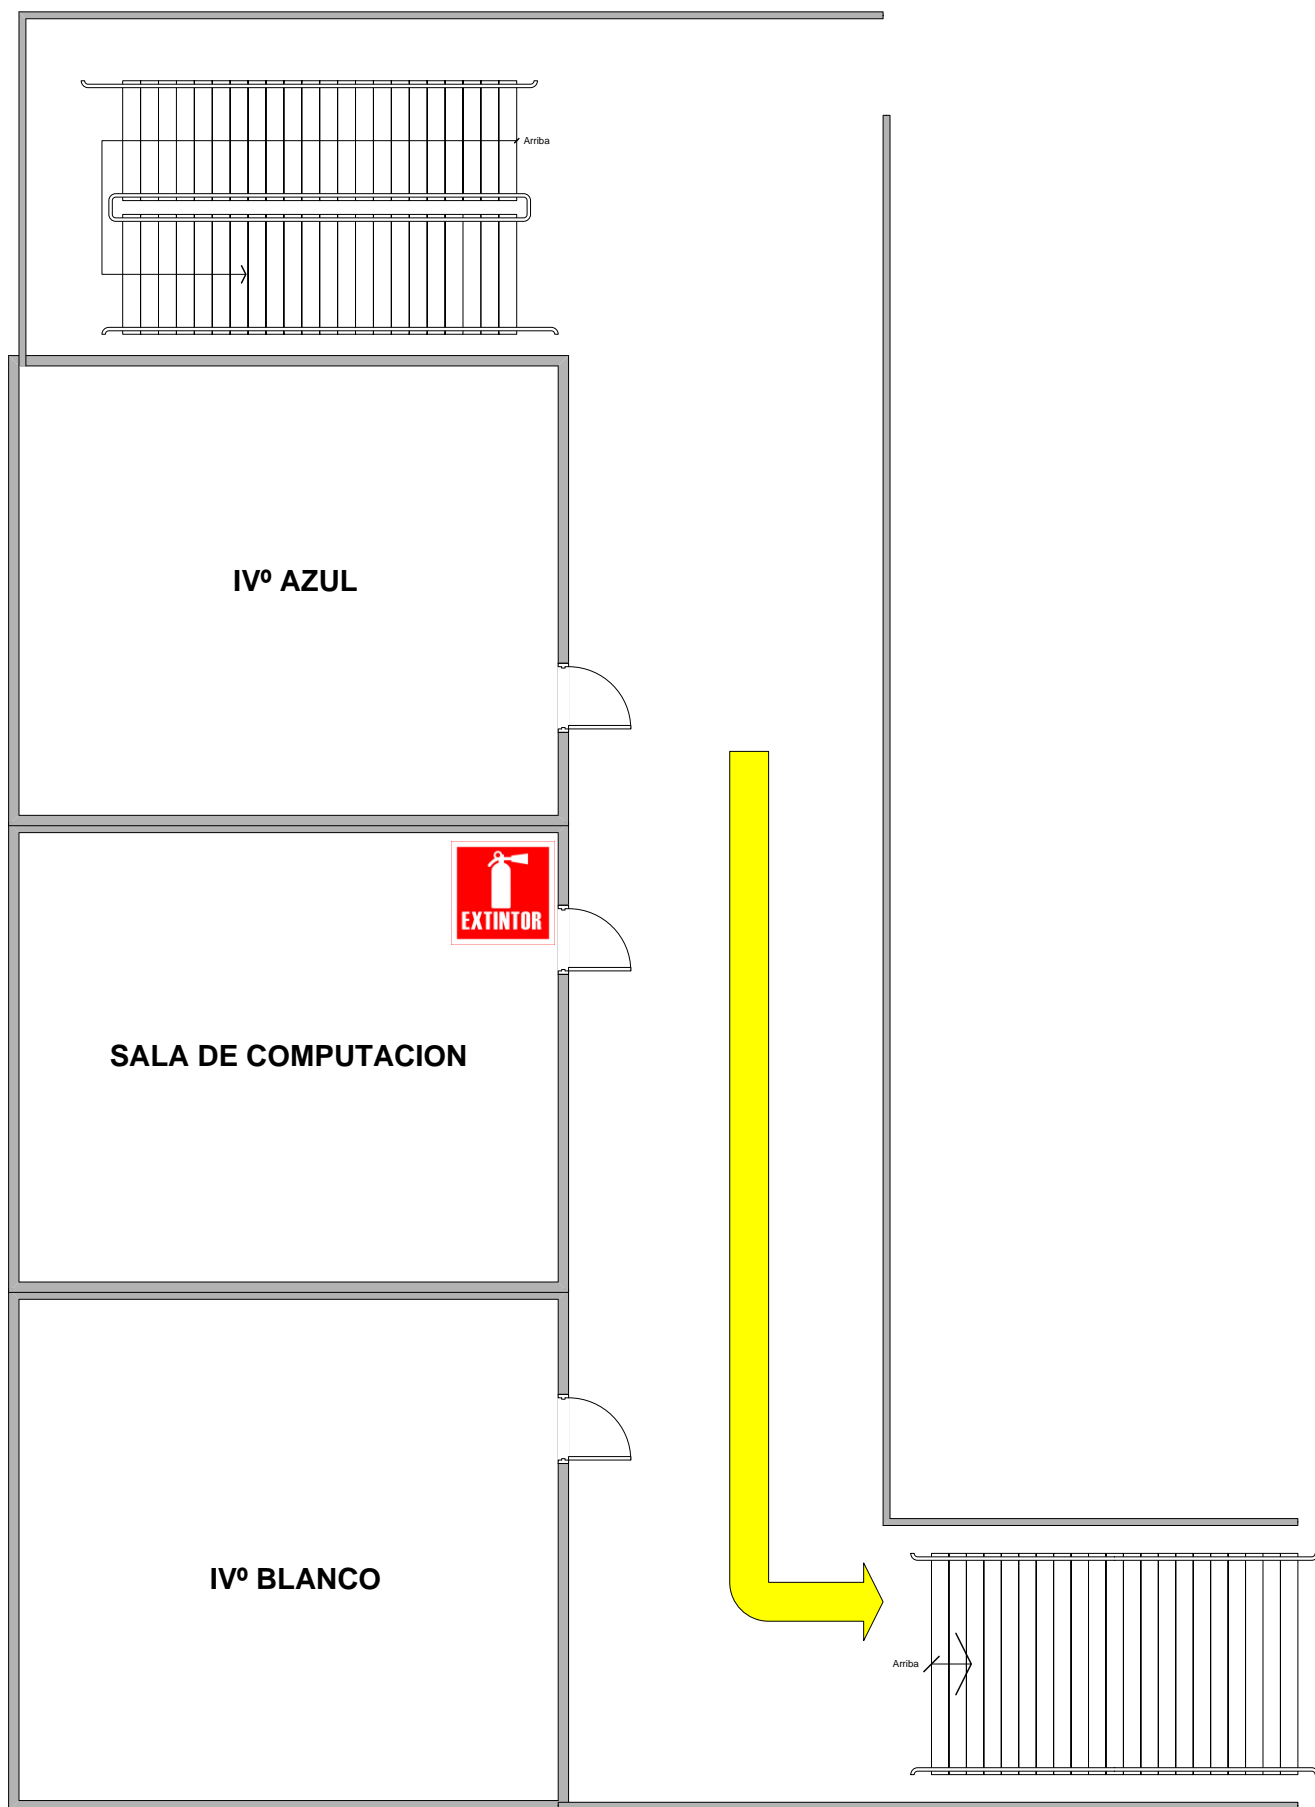 Arriba
IVº AZUL
EXTINTOR
SALA DE COMPUTACION
IVº BLANCO
Arriba